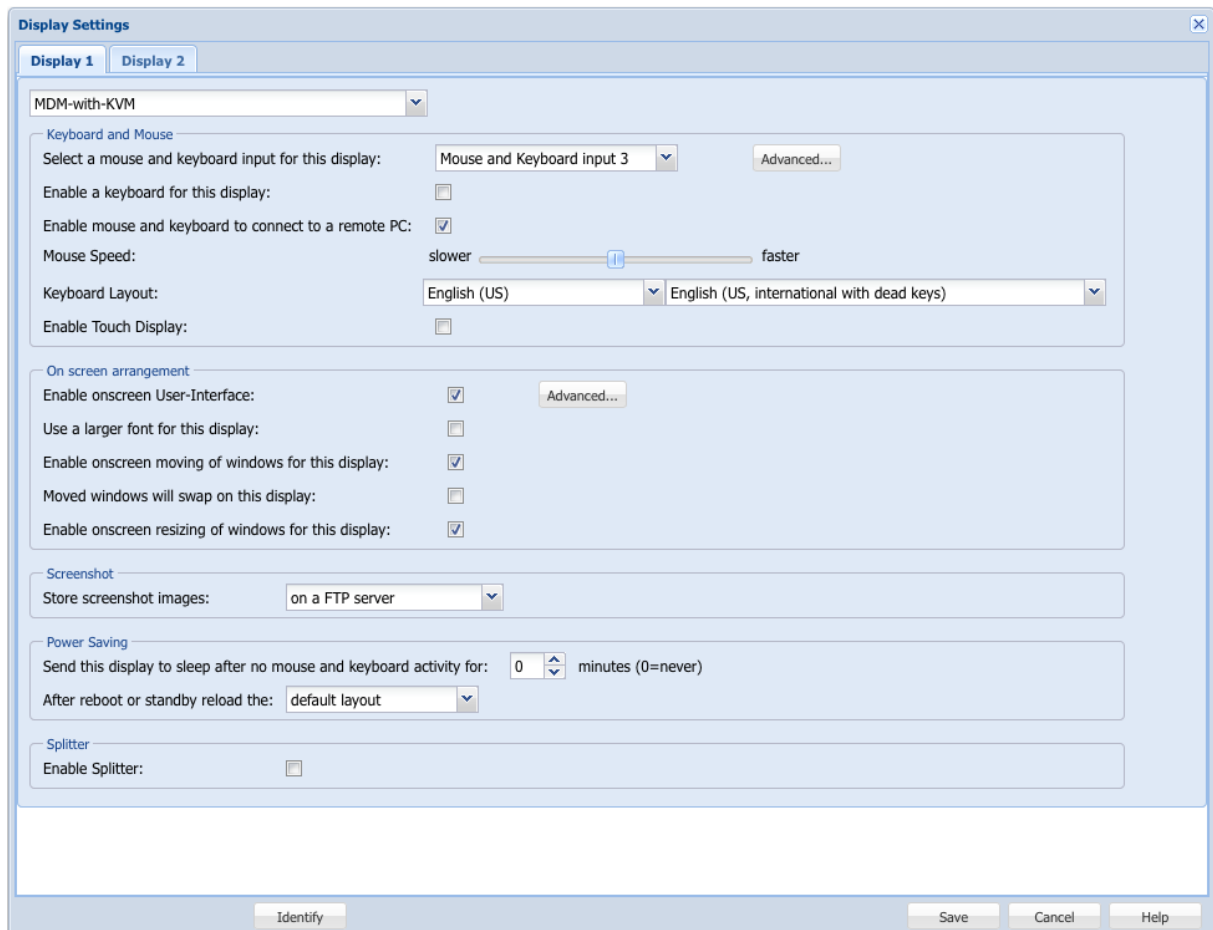 Display Settings
Display 1 Display 2
MDM-with-KVM
Keyboard and Mouse
Select a mouse and keyboard input for this display: Mouse and Keyboard input 3 Advanced...
Enable a keyboard for this display:
Enable mouse and keyboard to connect to a remote PC:
Mouse Speed: slower faster
Keyboard Layout: English (US) English (US, international with dead keys)
Enable Touch Display:
On screen arrangement
Enable onscreen User-Interface: Advanced...
Use a larger font for this display:
Enable onscreen moving of windows for this display:
Moved windows will swap on this display:
Enable onscreen resizing of windows for this display:
Screenshot
Store screenshot images: on a FTP server
Power Saving
Send this display to sleep after no mouse and keyboard activity for: 0 minutes (0=never)
After reboot or standby reload the: default layout
Splitter
Enable Splitter:
Identify Save Cancel Help